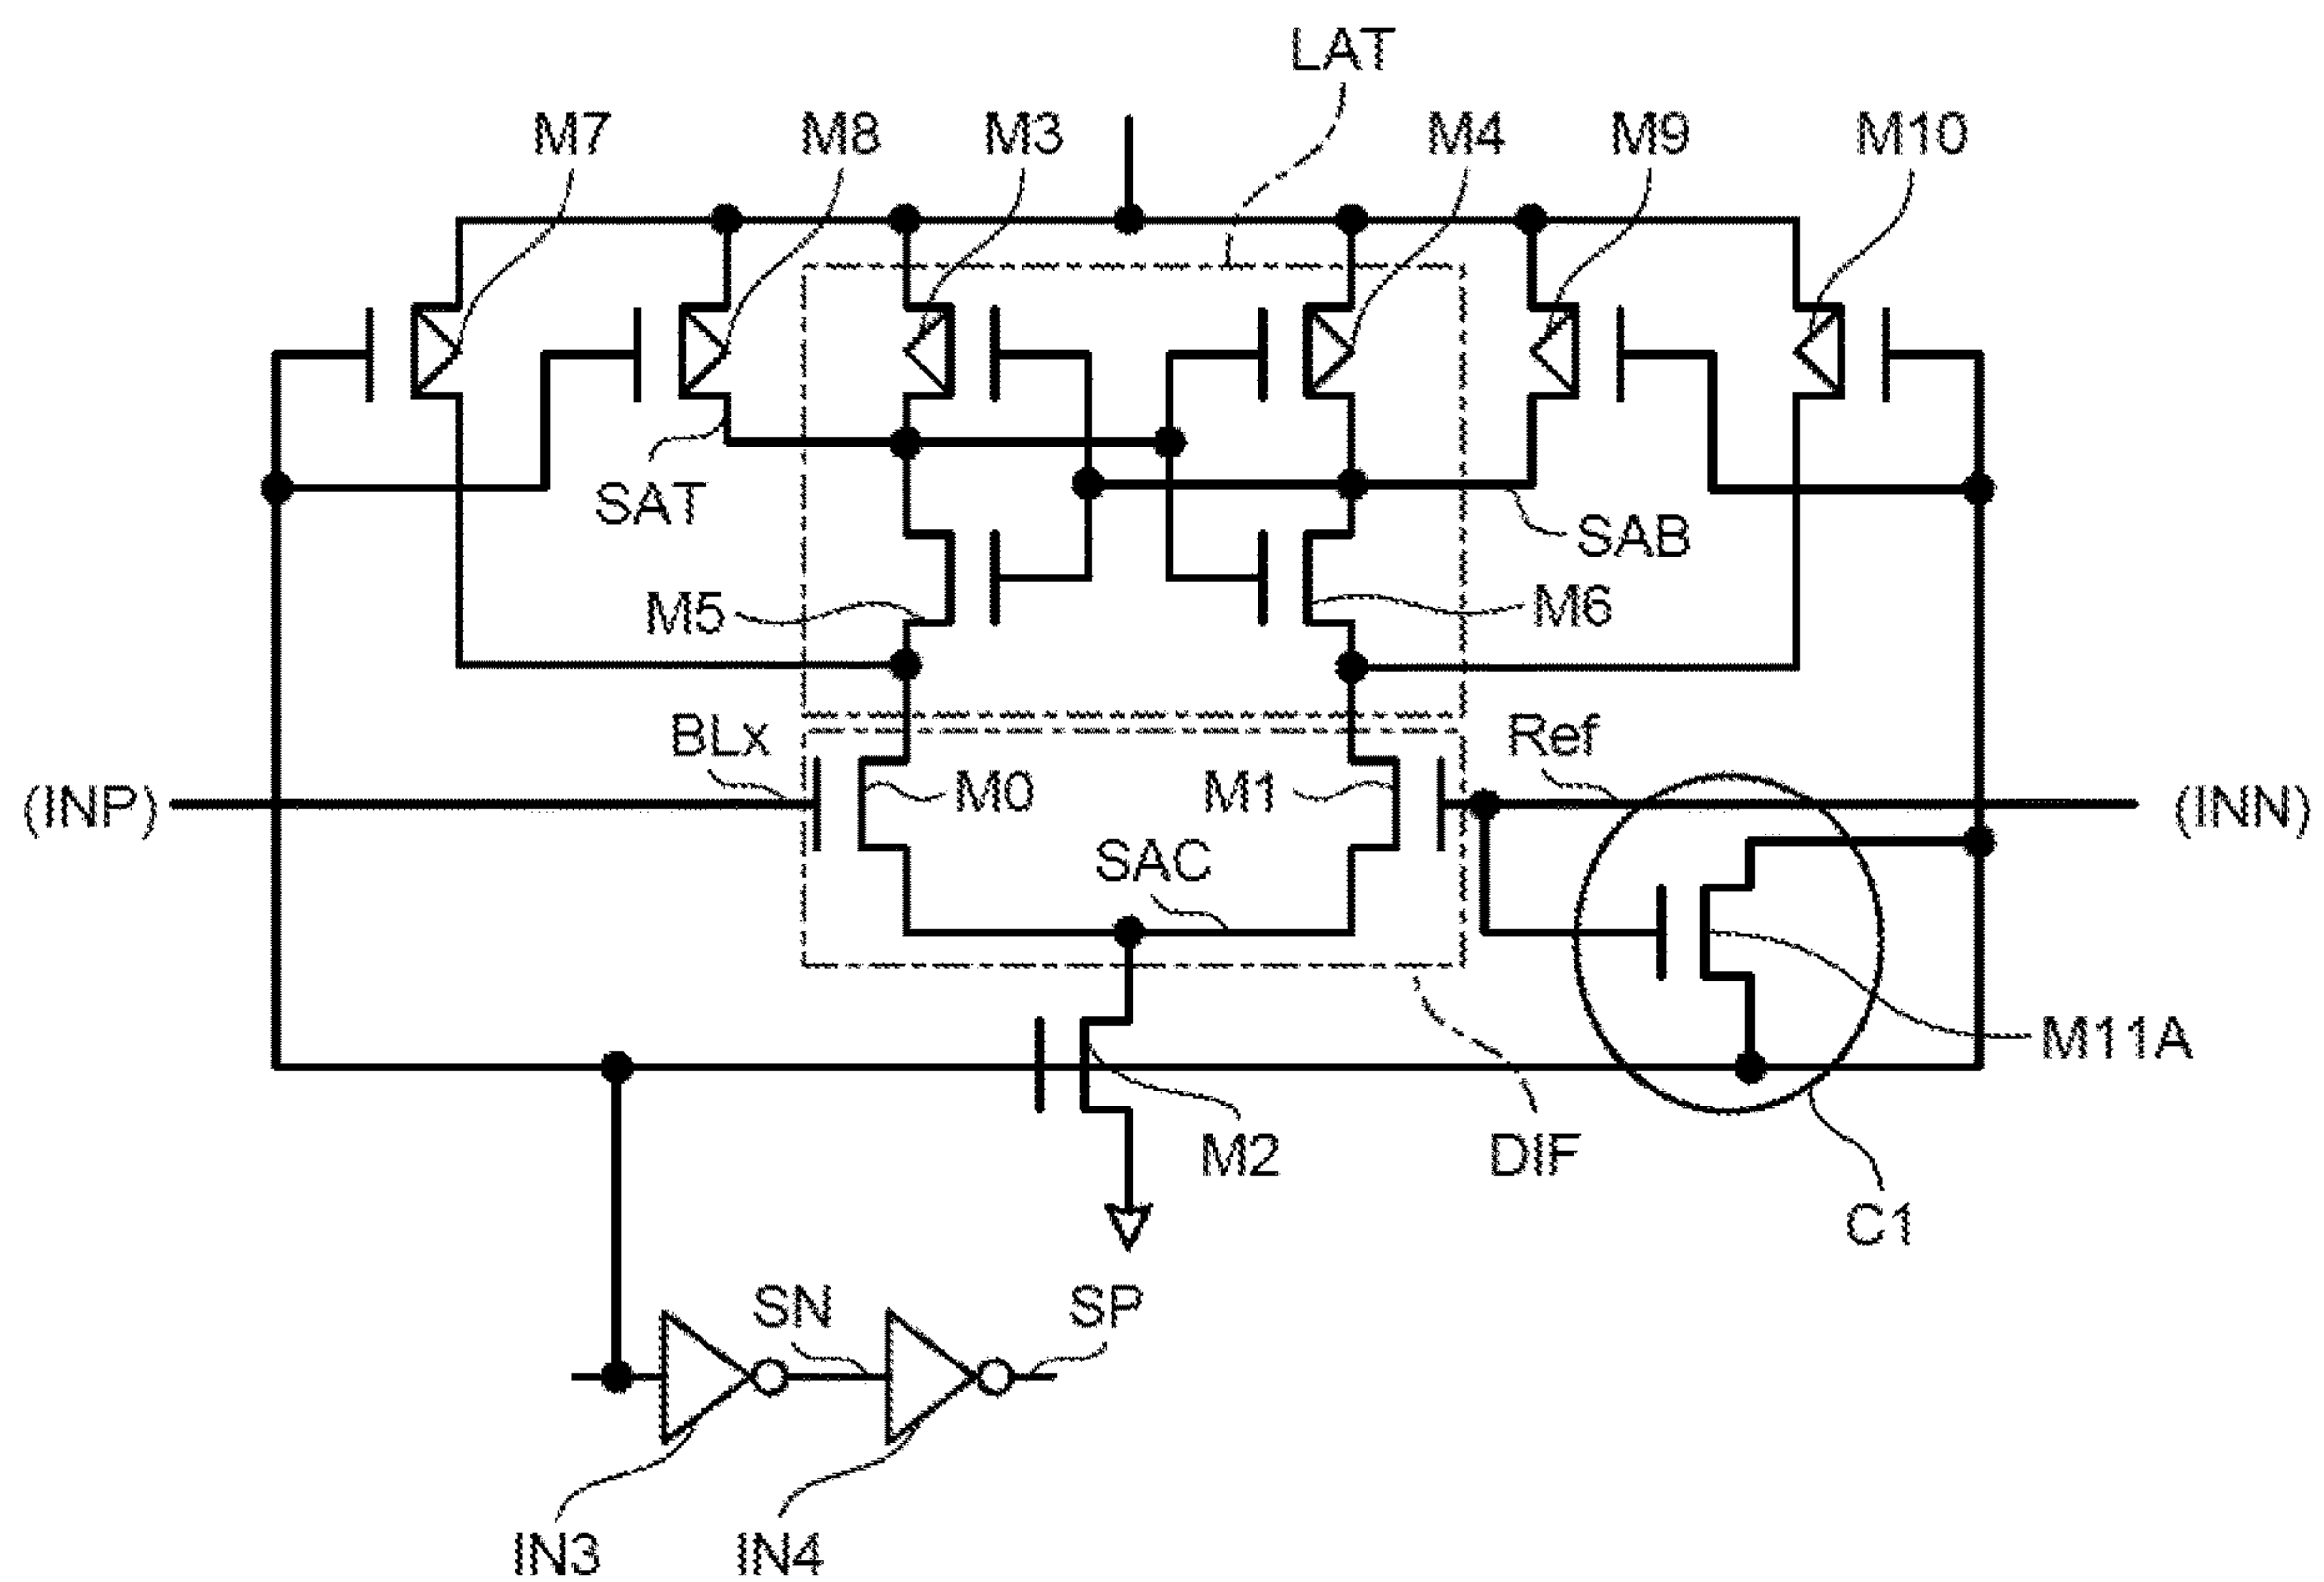 LAT
M7 M8 M3 M4 M9 M10
SAT
SAB
M5 M6
BLx Ref
(INP) M0 M1 (INN)
SAC
M11A
M2 DIF
C1
SN SP
IN3 IN4